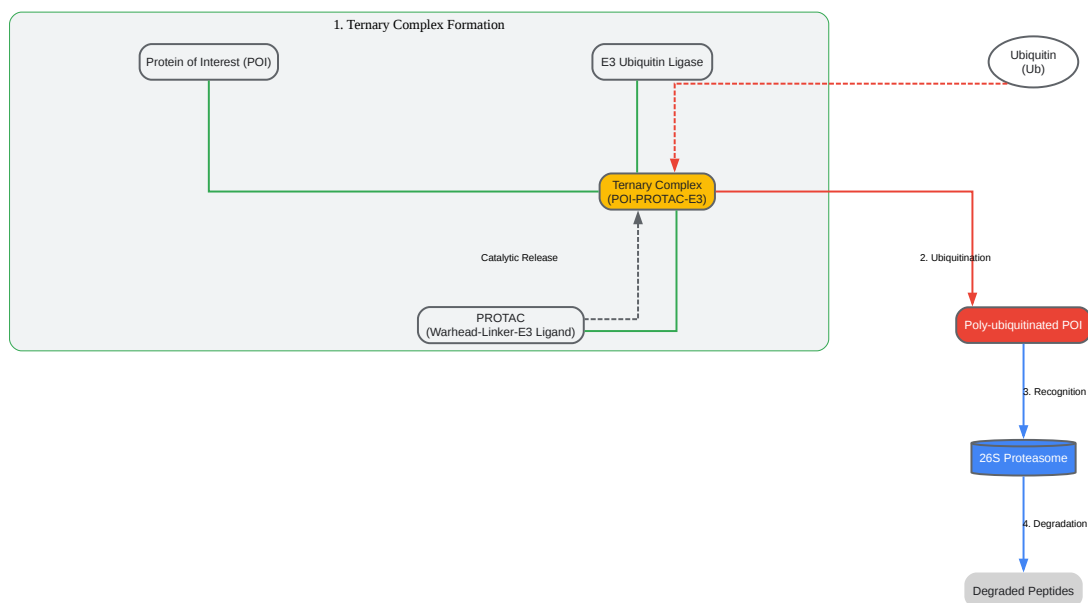 1. Ternary Complex Formation
Protein of Interest (POI)
E3 Ubiquitin Ligase
Ubiquitin
(Ub)
Ternary Complex
(POI-PROTAC-E3)
Catalytic Release
2. Ubiquitination
PROTAC
(Warhead-Linker-E3 Ligand)
Poly-ubiquitinated POI
3. Recognition
26S Proteasome
4. Degradation
Degraded Peptides